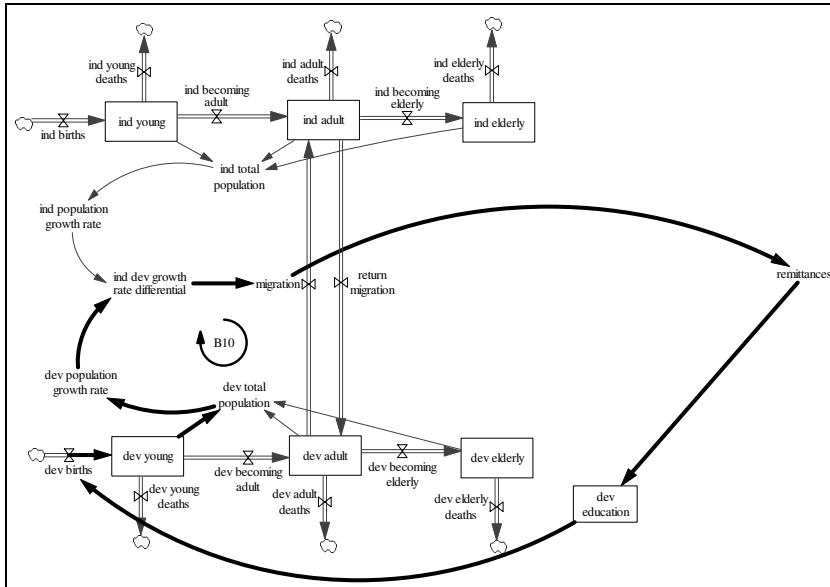 ind young
deaths
ind adult
deaths
ind elderly
deaths
ind becoming
adult
ind becoming
elderly
ind births
ind young
ind adult
ind elderly
ind total
population
ind population
growth rate
ind dev growth
rate differential
migration
return
migration
remittances
B10
dev population
growth rate
dev total
population
dev births
dev young
dev adult
dev elderly
dev becoming
adult
dev becoming
elderly
dev young
deaths
dev adult
deaths
dev elderly
deaths
dev
education